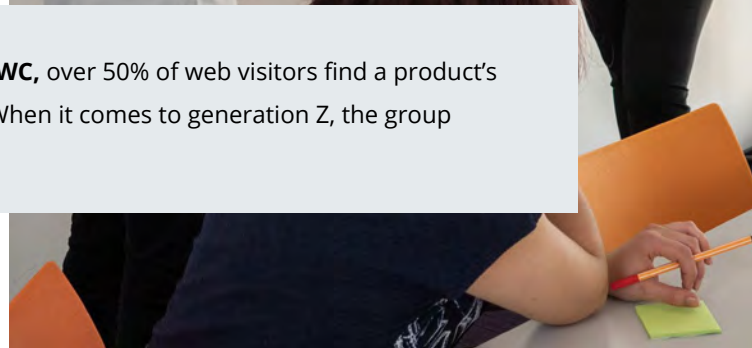 WC, over 50% of web visitors find a product's
When it comes to generation Z, the group